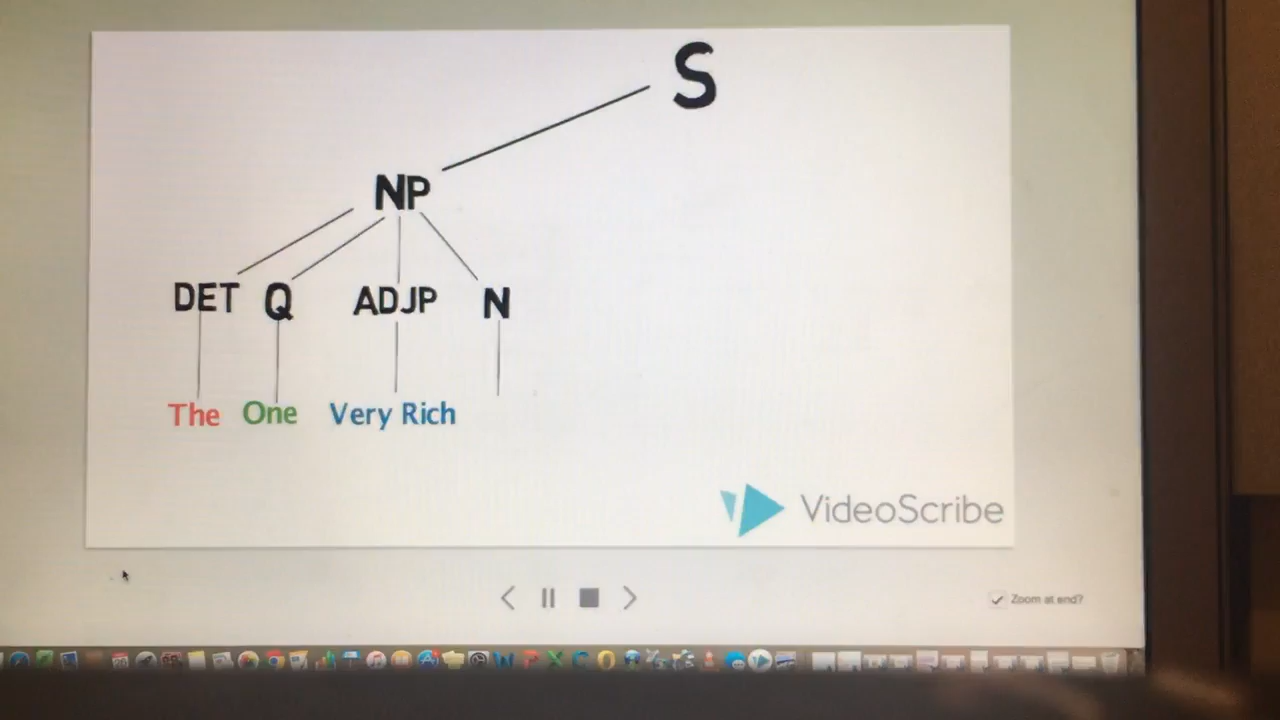 S
NP
DET Q ADJP N
The One Very Rich
VideoScribe
Zoom at end?